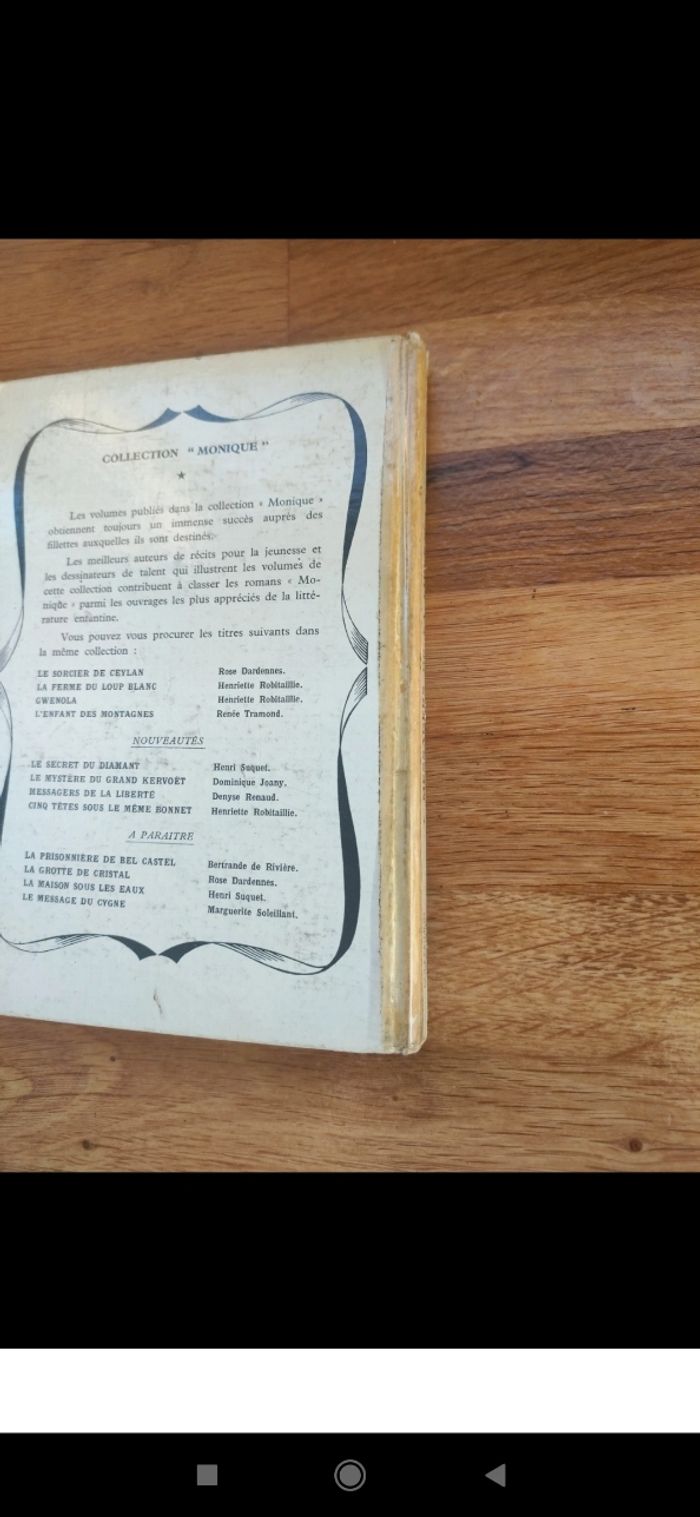 COLLECTION “ MONIQUE ”
★
Les volumes publiés dans la collection « Monique »
obtiennent toujours un immense succès auprès des
fillettes auxquelles ils sont destinés.
Les meilleurs auteurs de récits pour la jeunesse et
les dessinateurs de talent qui illustrent les volumes de
cette collection contribuent à classer les romans « Mo-
nique » parmi les ouvrages les plus appréciés de la litté-
rature enfantine.
Vous pouvez vous procurer les titres suivants dans
la même collection :
LE SORCIER DE CEYLAN Rose Dardennes.
LA FERME DU LOUP BLANC Henriette Robitaillie.
GWENOLA Henriette Robitaillie.
L'ENFANT DES MONTAGNES Renée Tramond.
NOUVEAUTÉS
LE SECRET DU DIAMANT Henri Suquet.
LE MYSTÈRE DU GRAND KERVOËT Dominique Joany.
MESSAGERS DE LA LIBERTÉ Denyse Renaud.
CINQ TÊTES SOUS LE MÊME BONNET Henriette Robitaillie.
A PARAITRE
LA PRISONNIÈRE DE BEL CASTEL Bertrande de Rivière.
LA GROTTE DE CRISTAL Rose Dardennes.
LA MAISON SOUS LES EAUX Henri Suquet.
LE MESSAGE DU CYGNE Marguerite Soleillant.